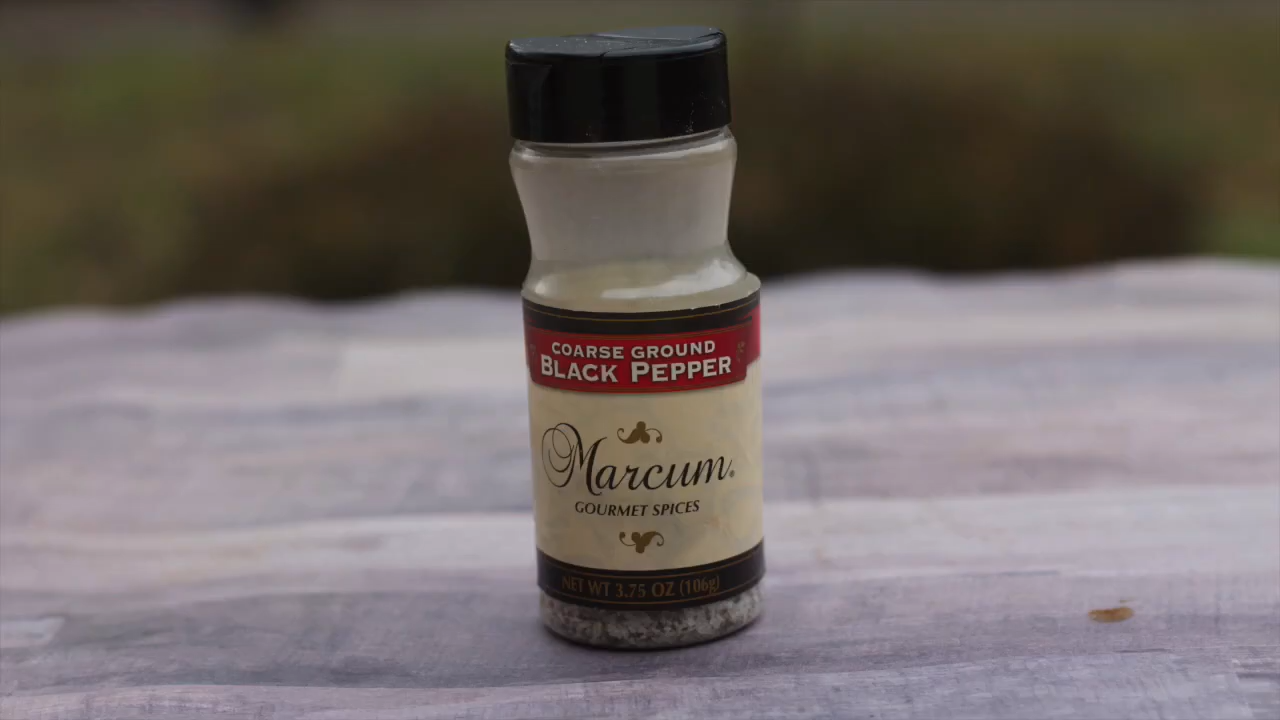 COARSE GROUND
BLACK PEPPER
Marcum®
GOURMET SPICES
NET WT 3.75 OZ (106g)